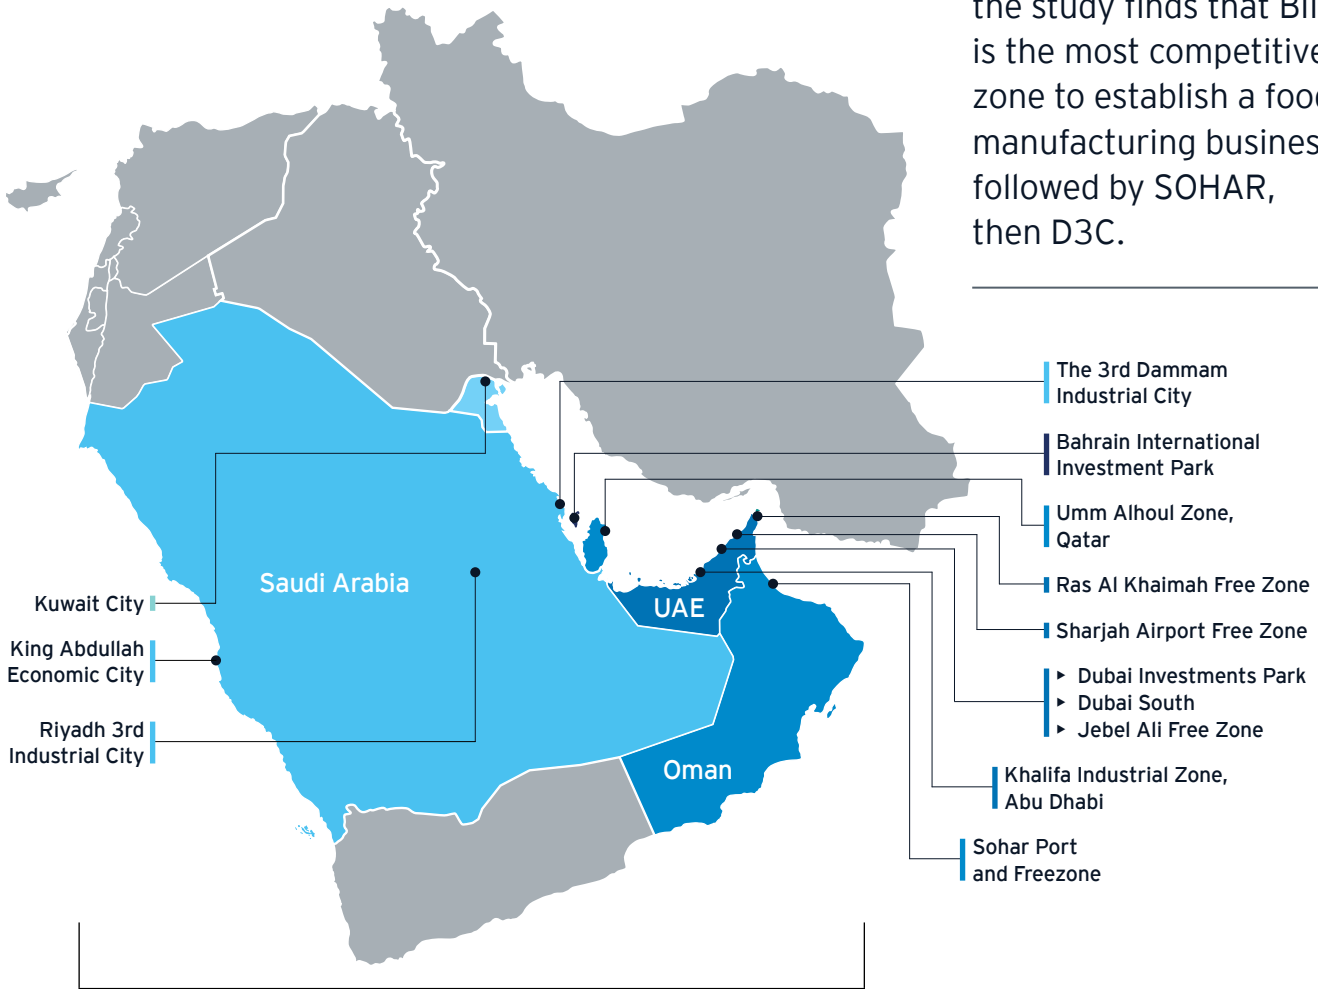 the study finds that
is the most competitive
zone to establish a
manufacturing
followed by SOHAR,
then D3C.
The 3rd Dammam
Industrial City
Bahrain International
Investment Park
Umm Alhoul Zone,
Qatar
Ras Al Khaimah Free Zone
Sharjah Airport Free Zone
▸ Dubai Investments Park
▸ Dubai South
▸ Jebel Ali Free Zone
Khalifa Industrial Zone,
Abu Dhabi
Sohar Port
and Freezone
Saudi Arabia
UAE
Oman
Kuwait City
King Abdullah
Economic City
Riyadh 3rd
Industrial City